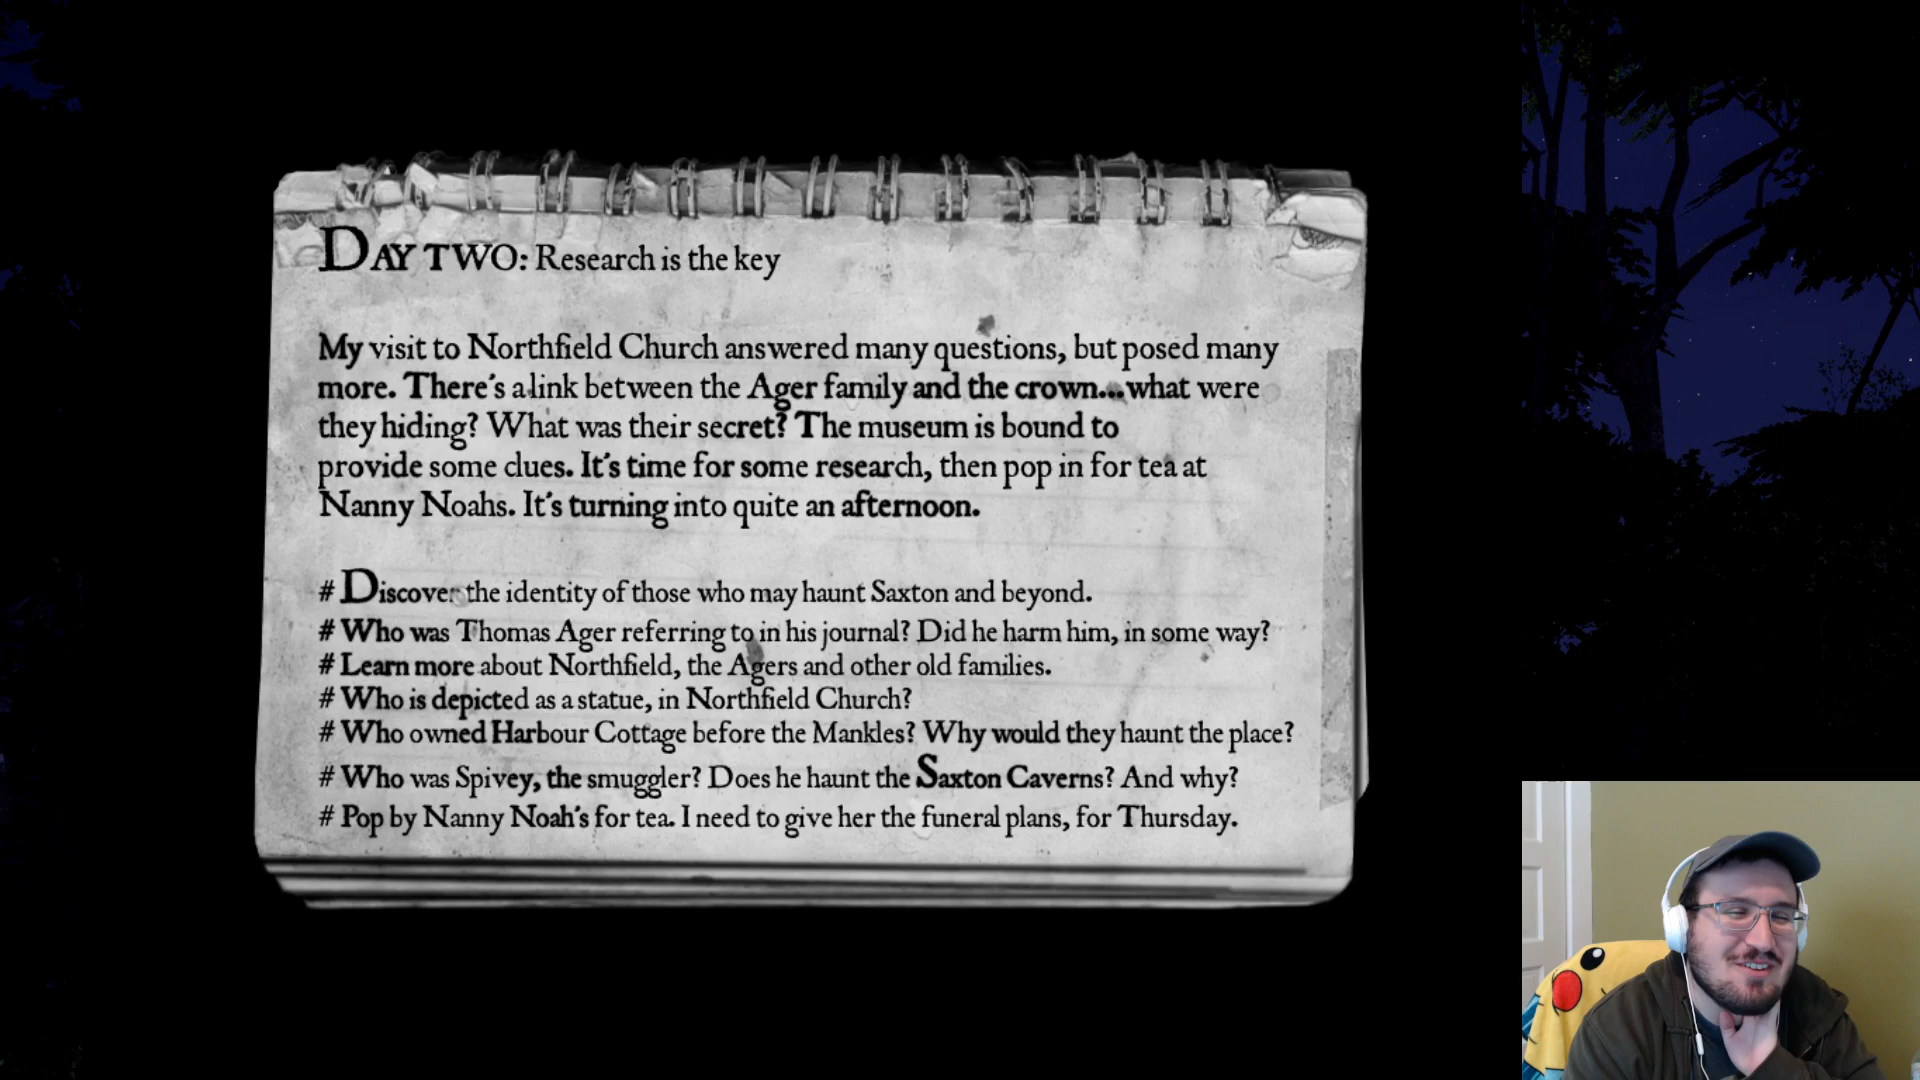 DAY TWO: Research is the key
My visit to Northfield Church answered many questions, but posed many
more. There's a link between the Ager family and the crown...what were
they hiding? What was their secret? The museum is bound to
provide some clues. It's time for some research, then pop in for tea at
Nanny Noahs. It's turning into quite an afternoon.
# Discover the identity of those who may haunt Saxton and beyond.
# Who was Thomas Ager referring to in his journal? Did he harm him, in some way?
# Learn more about Northfield, the Agers and other old families.
# Who is depicted as a statue, in Northfield Church?
# Who owned Harbour Cottage before the Mankles? Why would they haunt the place?
# Who was Spivey, the smuggler? Does he haunt the Saxton Caverns? And why?
# Pop by Nanny Noah's for tea. I need to give her the funeral plans, for Thursday.